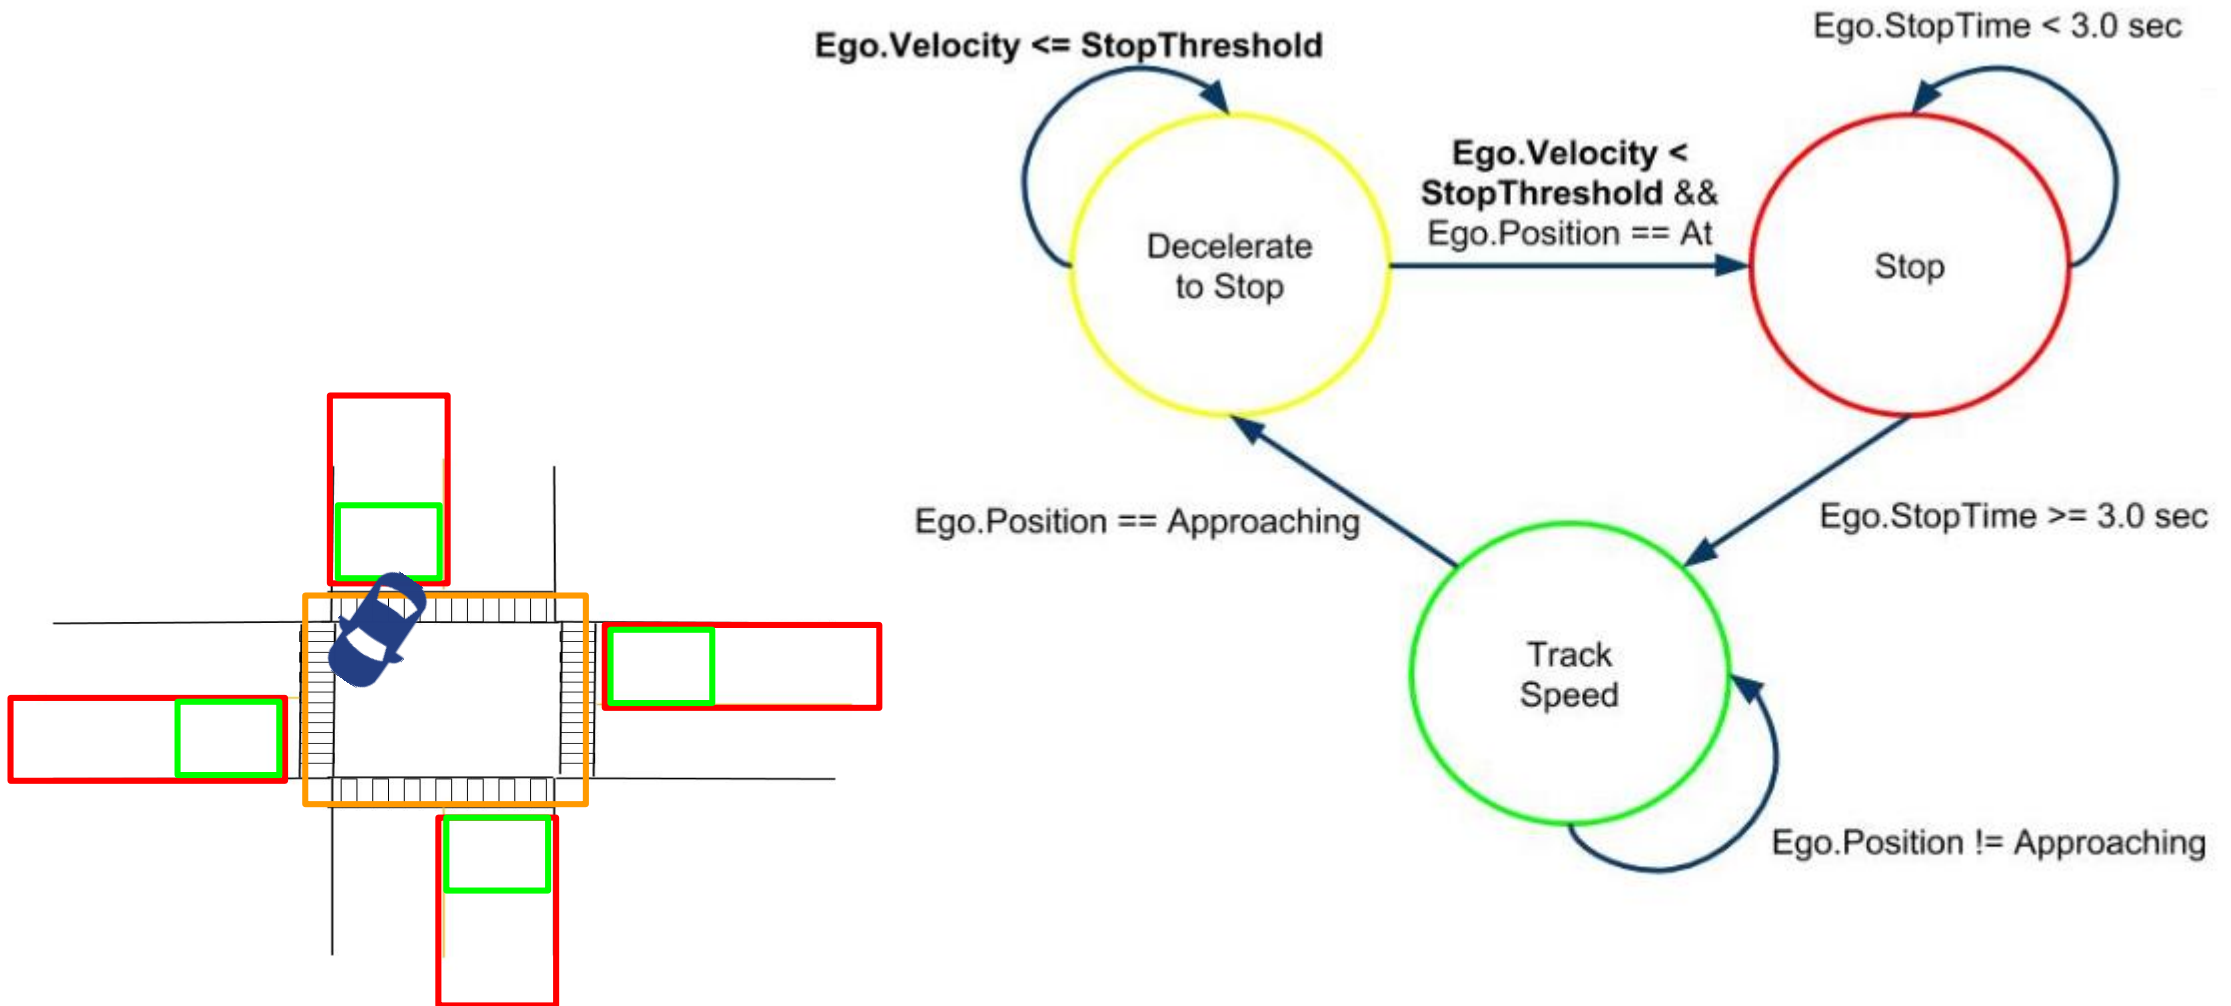 Ego.Velocity <= StopThreshold
Ego.StopTime < 3.0 sec
Ego.Velocity <
StopThreshold &&
Ego.Position == At
Decelerate
to Stop
Stop
Ego.Position == Approaching
Ego.StopTime >= 3.0 sec
Track
Speed
Ego.Position != Approaching